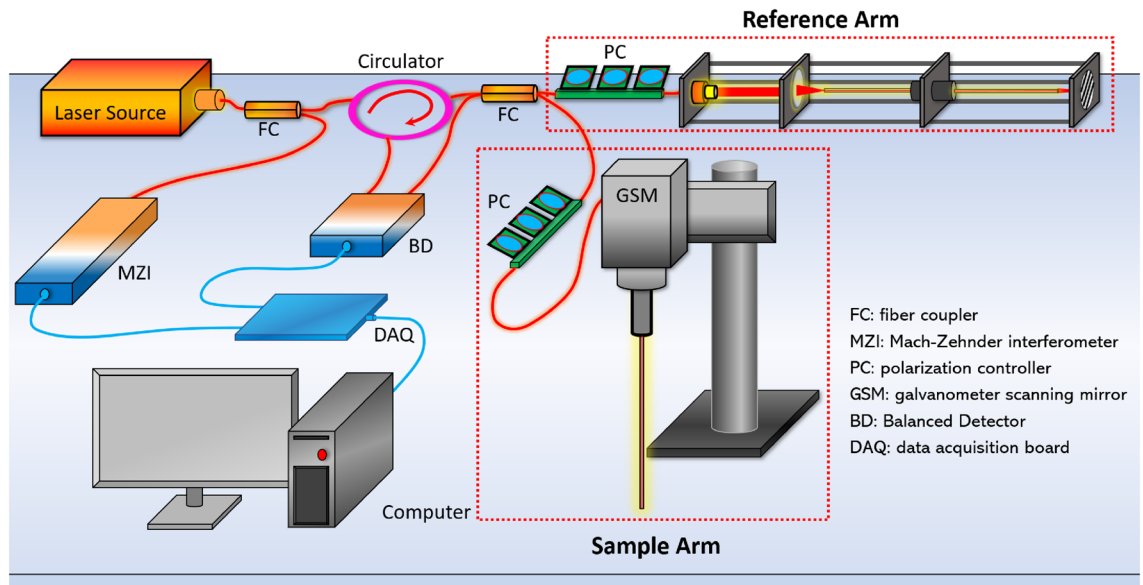 Reference Arm
Circulator
PC
Laser Source
FC
FC
PC
GSM
BD
MZI
DAQ
FC: fiber coupler
MZI: Mach-Zehnder interferometer
PC: polarization controller
GSM: galvanometer scanning mirror
BD: Balanced Detector
DAQ: data acquisition board
Computer
Sample Arm